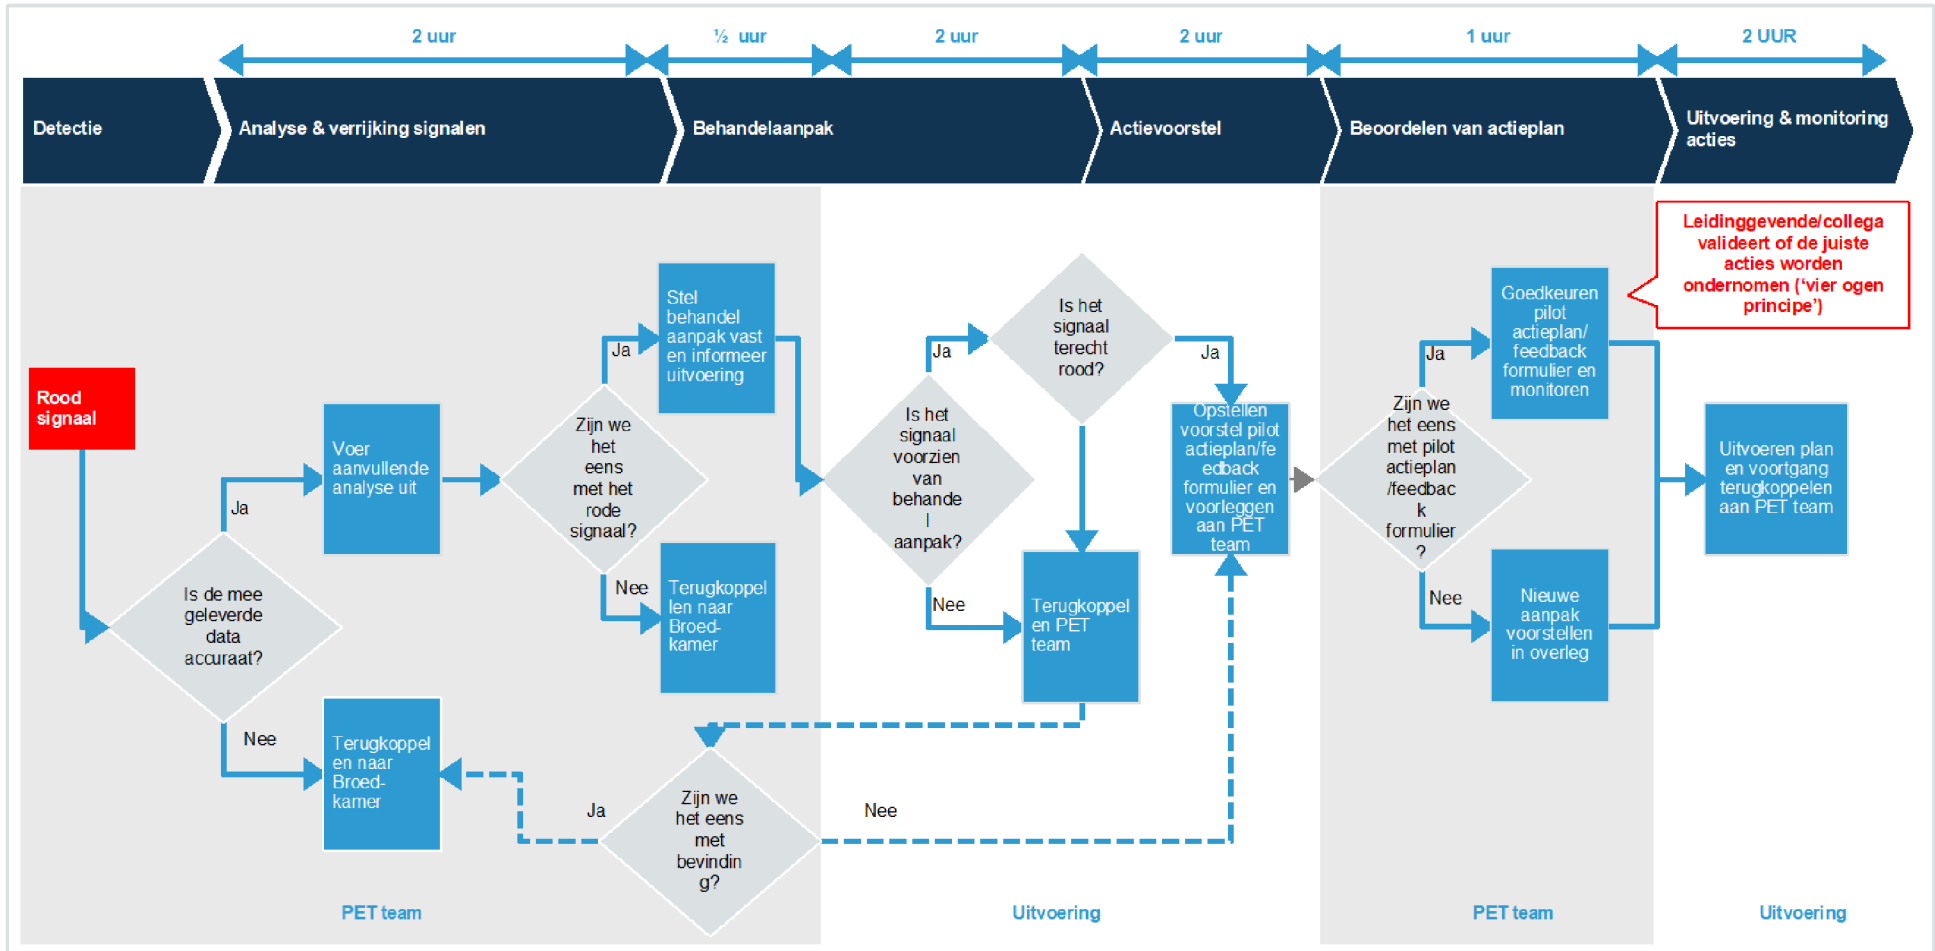 2 uur
½ uur
2 uur
2 uur
1 uur
2 UUR
Detectie
Analyse & verrijking signalen
Behandelaanpak
Actievoorstel
Beoordelen van actieplan
Uitvoering & monitoring
acties
Leidinggevende/collega
valideert of de juiste
acties worden
ondernomen (‘vier ogen
principe’)
Rood
signaal
Is de mee
geleverde
data
accuraat?
Ja
Nee
Voer
aanvullende
analyse uit
Terugkoppel
en naar
Broed-
kamer
Zijn we
het
eens
met het
rode
signaal?
Ja
Nee
Stel
behandel
aanpak vast
en informeer
uitvoering
Terugkoppel
len naar
Broed-
kamer
Is het
signaal
voorzien
van
behande
l
aanpak?
Ja
Nee
Is het
signaal
terecht
rood?
Ja
Terugkoppel
en PET
team
Zijn we
het eens
met
bevindin
g?
Ja
Nee
Opstellen
voorstel pilot
actieplan/fe
edback
formulier en
voorleggen
aan PET
team
Zijn we
het eens
met pilot
actieplan
/feedbac
k
formulier
?
Ja
Nee
Goedkeuren
pilot
actieplan/
feedback
formulier en
monitoren
Nieuwe
aanpak
voorstellen
in overleg
Uitvoeren plan
en voortgang
terugkoppelen
aan PET team
PET team
Uitvoering
PET team
Uitvoering